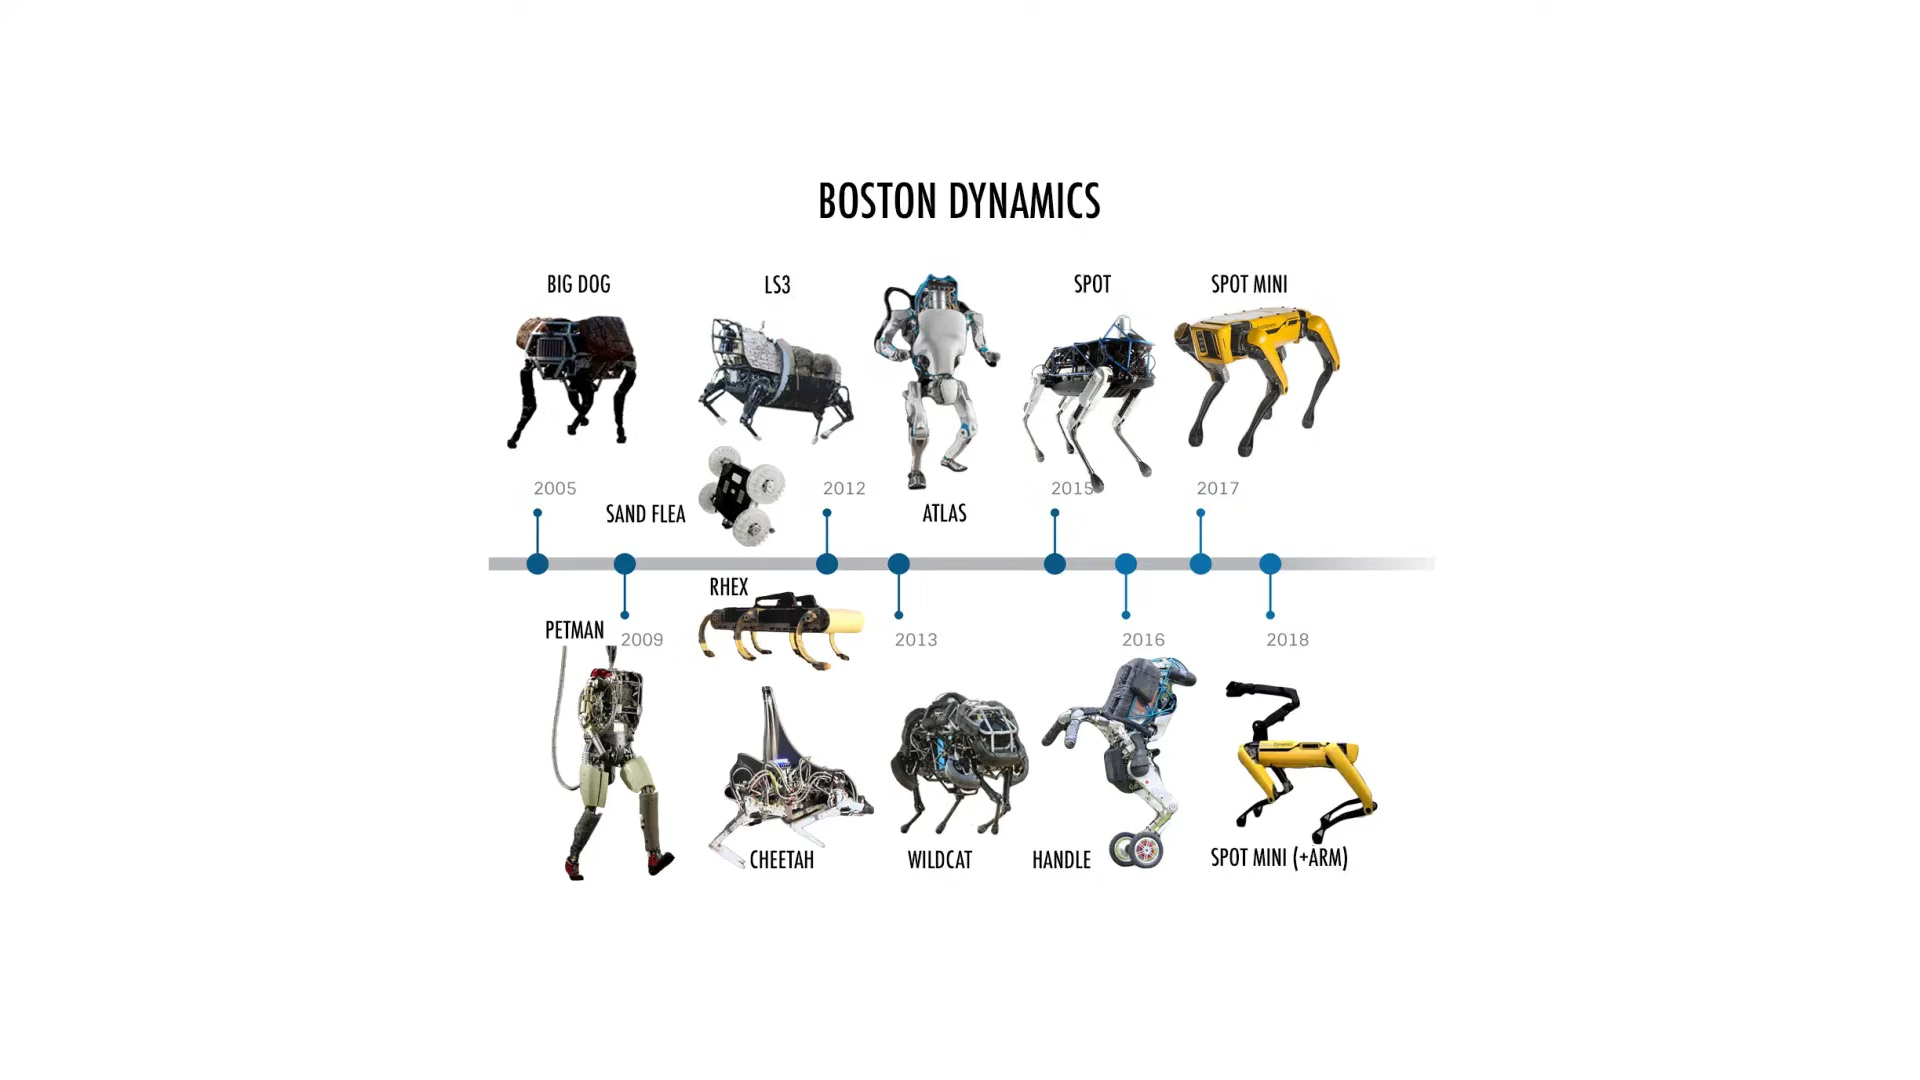 BOSTON DYNAMICS
BIG DOG
LS3
SPOT
SPOT MINI
2005
2012
2015
2017
SAND FLEA
ATLAS
RHEX
PETMAN
2009
2013
2016
2018
CHEETAH
WILDCAT
HANDLE
SPOT MINI (+ARM)